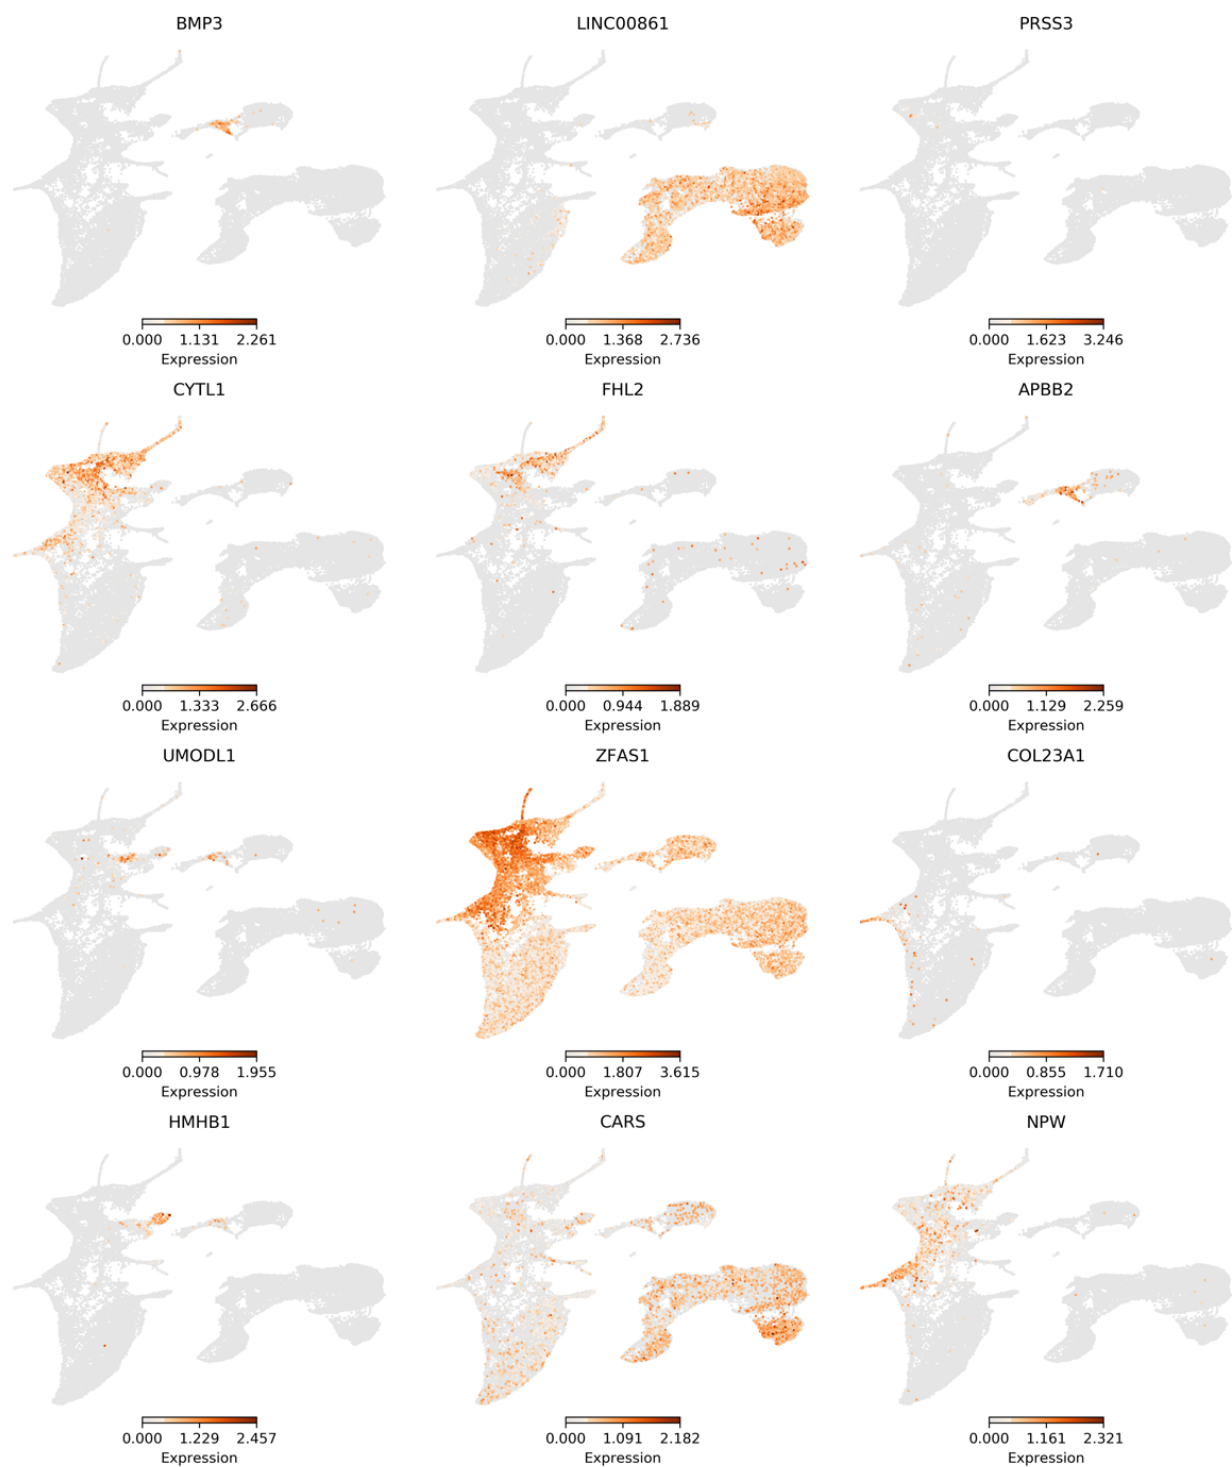 BMP3 LINC00861 PRSS3
0.000 1.131 2.261 0.000 1.368 2.736 0.000 1.623 3.246
Expression Expression Expression
CYTL1 FHL2 APBB2
0.000 1.333 2.666 0.000 0.944 1.889 0.000 1.129 2.259
Expression Expression Expression
UMODL1 ZFAS1 COL23A1
0.000 0.978 1.955 0.000 1.807 3.615 0.000 0.855 1.710
Expression Expression Expression
HMHB1 CARS NPW
0.000 1.229 2.457 0.000 1.091 2.182 0.000 1.161 2.321
Expression Expression Expression